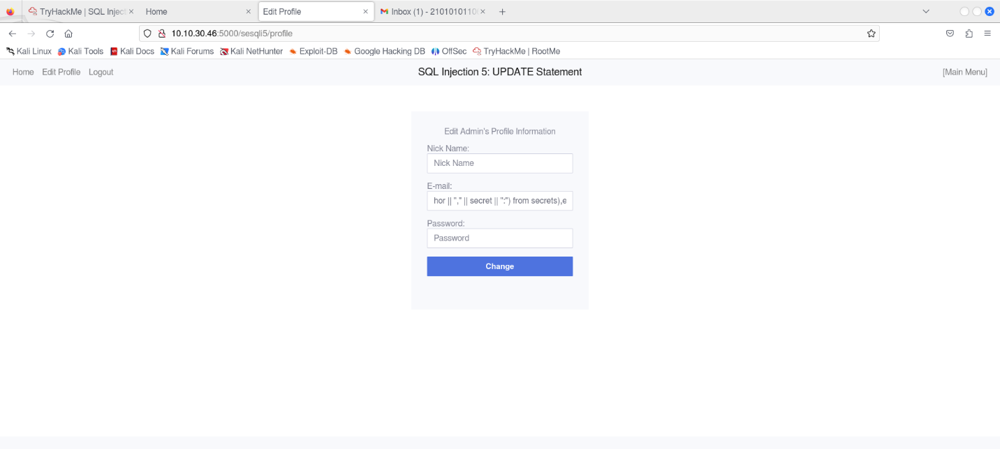 TryHackMe | SQL Inject
Home
Edit Profile
Inbox (1) - 2101010110
10.10.30.46:5000/sesqli5/profile
Kali Linux Kali Tools Kali Docs Kali Forums Kali NetHunter Exploit-DB Google Hacking DB OffSec TryHackMe | RootMe
Home Edit Profile Logout SQL Injection 5: UPDATE Statement [Main Menu]
Edit Admin's Profile Information
Nick Name:
Nick Name
E-mail:
hor || "," || secret || ":") from secrets),e
Password:
Password
Change